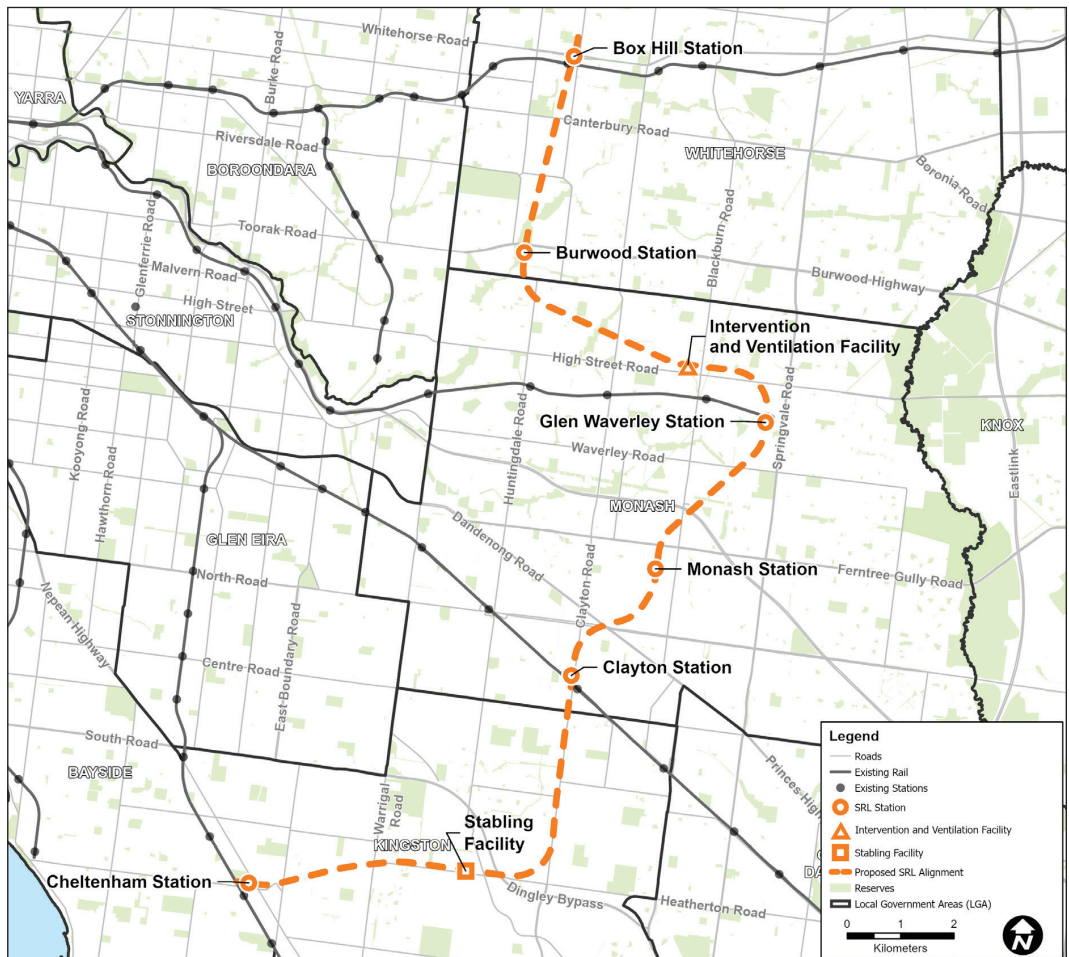 Whitehorse Road
Box Hill Station
Burke Road
YARRA
Canterbury Road
Riversdale Road
WHITEHORSE
BOROONDARA
Boronia Road
Glenferrie Road
Toorak Road
Blackburn Road
Burwood Station
Malvern Road
Burwood Highway
High Street
STONNINGTON
Intervention
and Ventilation Facility
High Street Road
Springvale Road
Kooyong Road
Huntingdale Road
Glen Waverley Station
KNOX
Eastlink
Waverley Road
Hawthorn Road
MONASH
Dandenong Road
GLEN EIRA
Monash Station
Ferntree Gully Road
North Road
Clayton Road
Nepean Highway
East Boundary Road
Centre Road
Clayton Station
South Road
BAYSIDE
Princes High
Warrigal
Road
Stabling
Facility
KINGSTON
Cheltenham Station
Dingley Bypass
Heatherton Road
DA
Legend
Roads
Existing Rail
Existing Stations
SRL Station
Intervention and Ventilation Facility
Stabling Facility
Proposed SRL Alignment
Reserves
Local Government Areas (LGA)
0 1 2
Kilometers
N